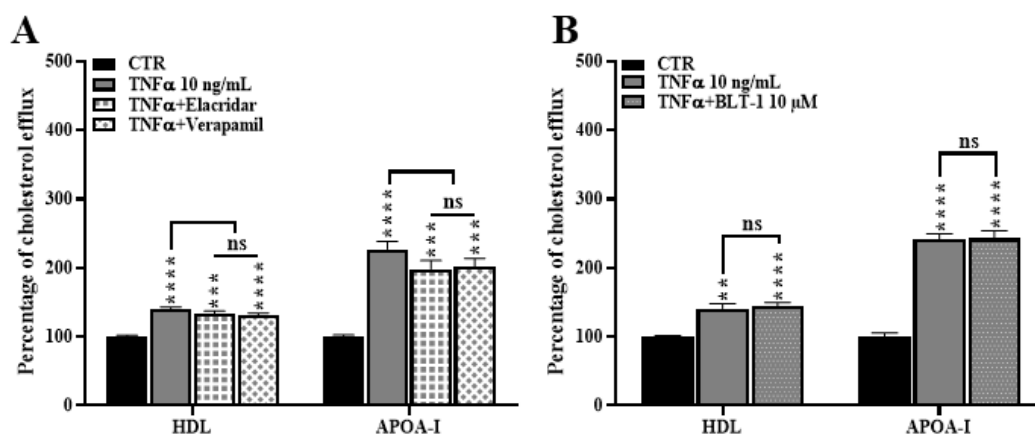 A
Percentage of cholesterol efflux
500
400
300
200
100
0
CTR
TNFα 10 ng/mL
TNFα+Elacridar
TNFα+Verapamil
ns
ns
****
***
****
****
***
***
HDL
APOA-I
B
Percentage of cholesterol efflux
500
400
300
200
100
0
CTR
TNFα 10 ng/mL
TNFα+BLT-1 10 µM
ns
ns
**
****
****
****
HDL
APOA-I